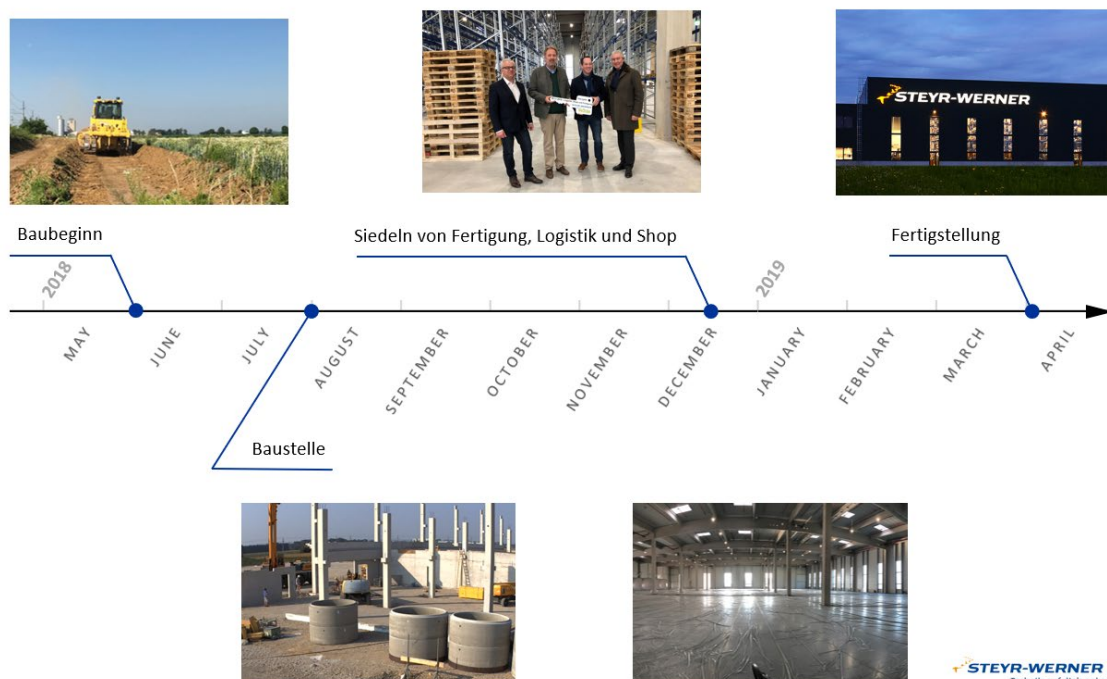 STEYR-WERNER
Baubeginn
Siedeln von Fertigung, Logistik und Shop
Fertigstellung
2018
2019
MAY
JUNE
JULY
AUGUST
SEPTEMBER
OCTOBER
NOVEMBER
DECEMBER
JANUARY
FEBRUARY
MARCH
APRIL
Baustelle
STEYR-WERNER